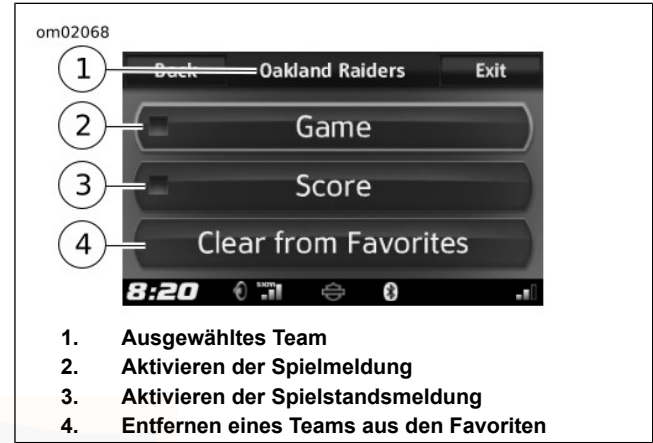 om02068
1 Back Oakland Raiders Exit
2 Game
3 Score
4 Clear from Favorites
8:20 SXM
1. Ausgewähltes Team
2. Aktivieren der Spielmeldung
3. Aktivieren der Spielstandsmeldung
4. Entfernen eines Teams aus den Favoriten